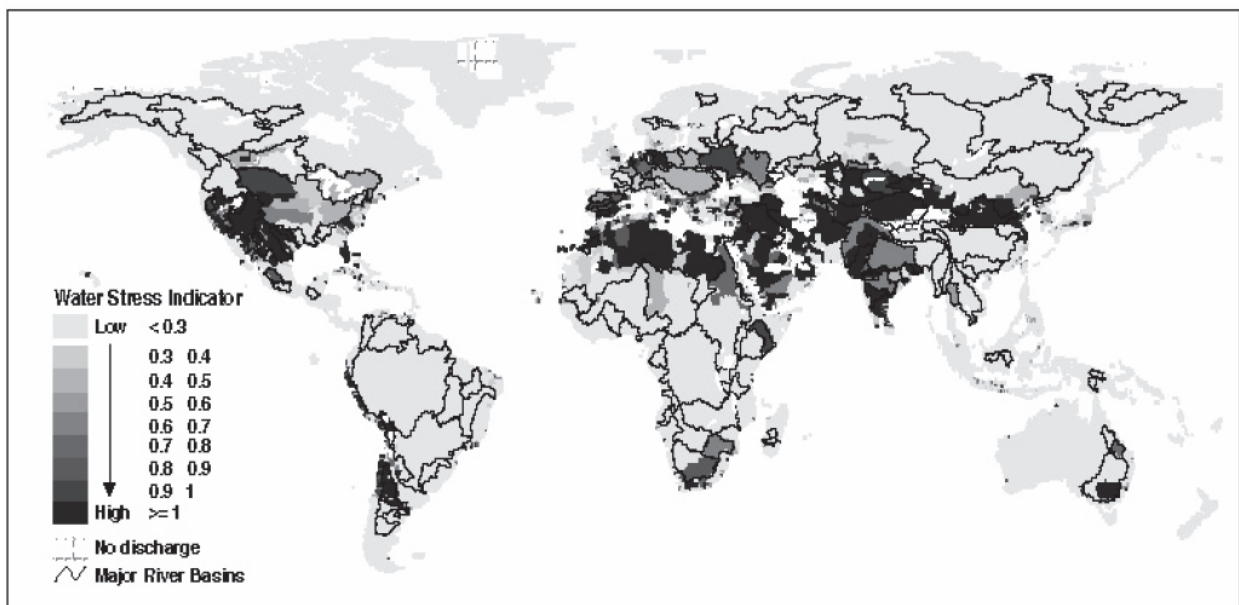 Water Stress Indicator
Low < 0.3
0.3 0.4
0.4 0.5
0.5 0.6
0.6 0.7
0.7 0.8
0.8 0.9
0.9 1
High >= 1
No discharge
Major River Basins